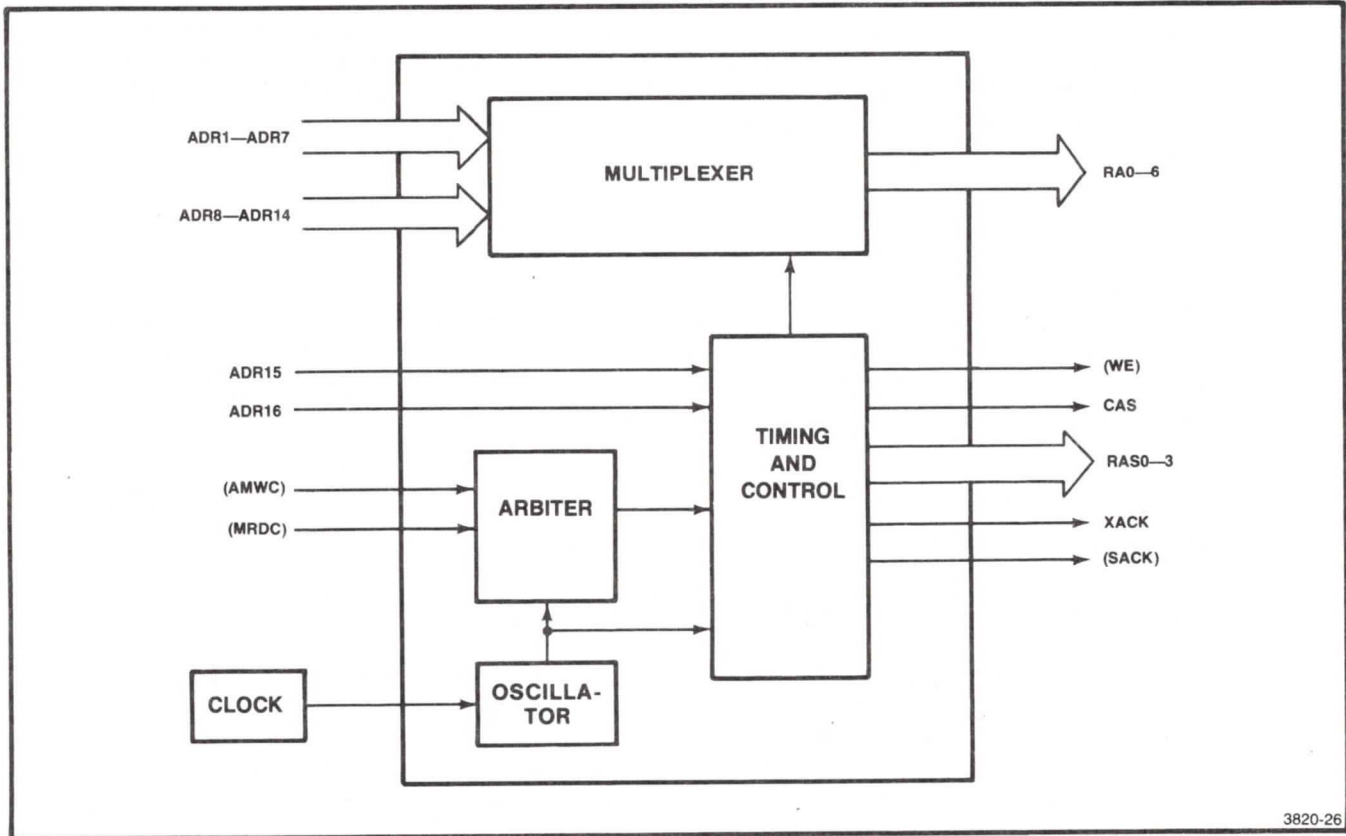 ADR1—ADR7
MULTIPLEXER
RA0—6
ADR8—ADR14
ADR15
(WE)
ADR16
CAS
TIMING
AND
CONTROL
RAS0—3
(AMWC)
ARBITER
(MRDC)
XACK
(SACK)
CLOCK
OSCILLA-
TOR
3820-26